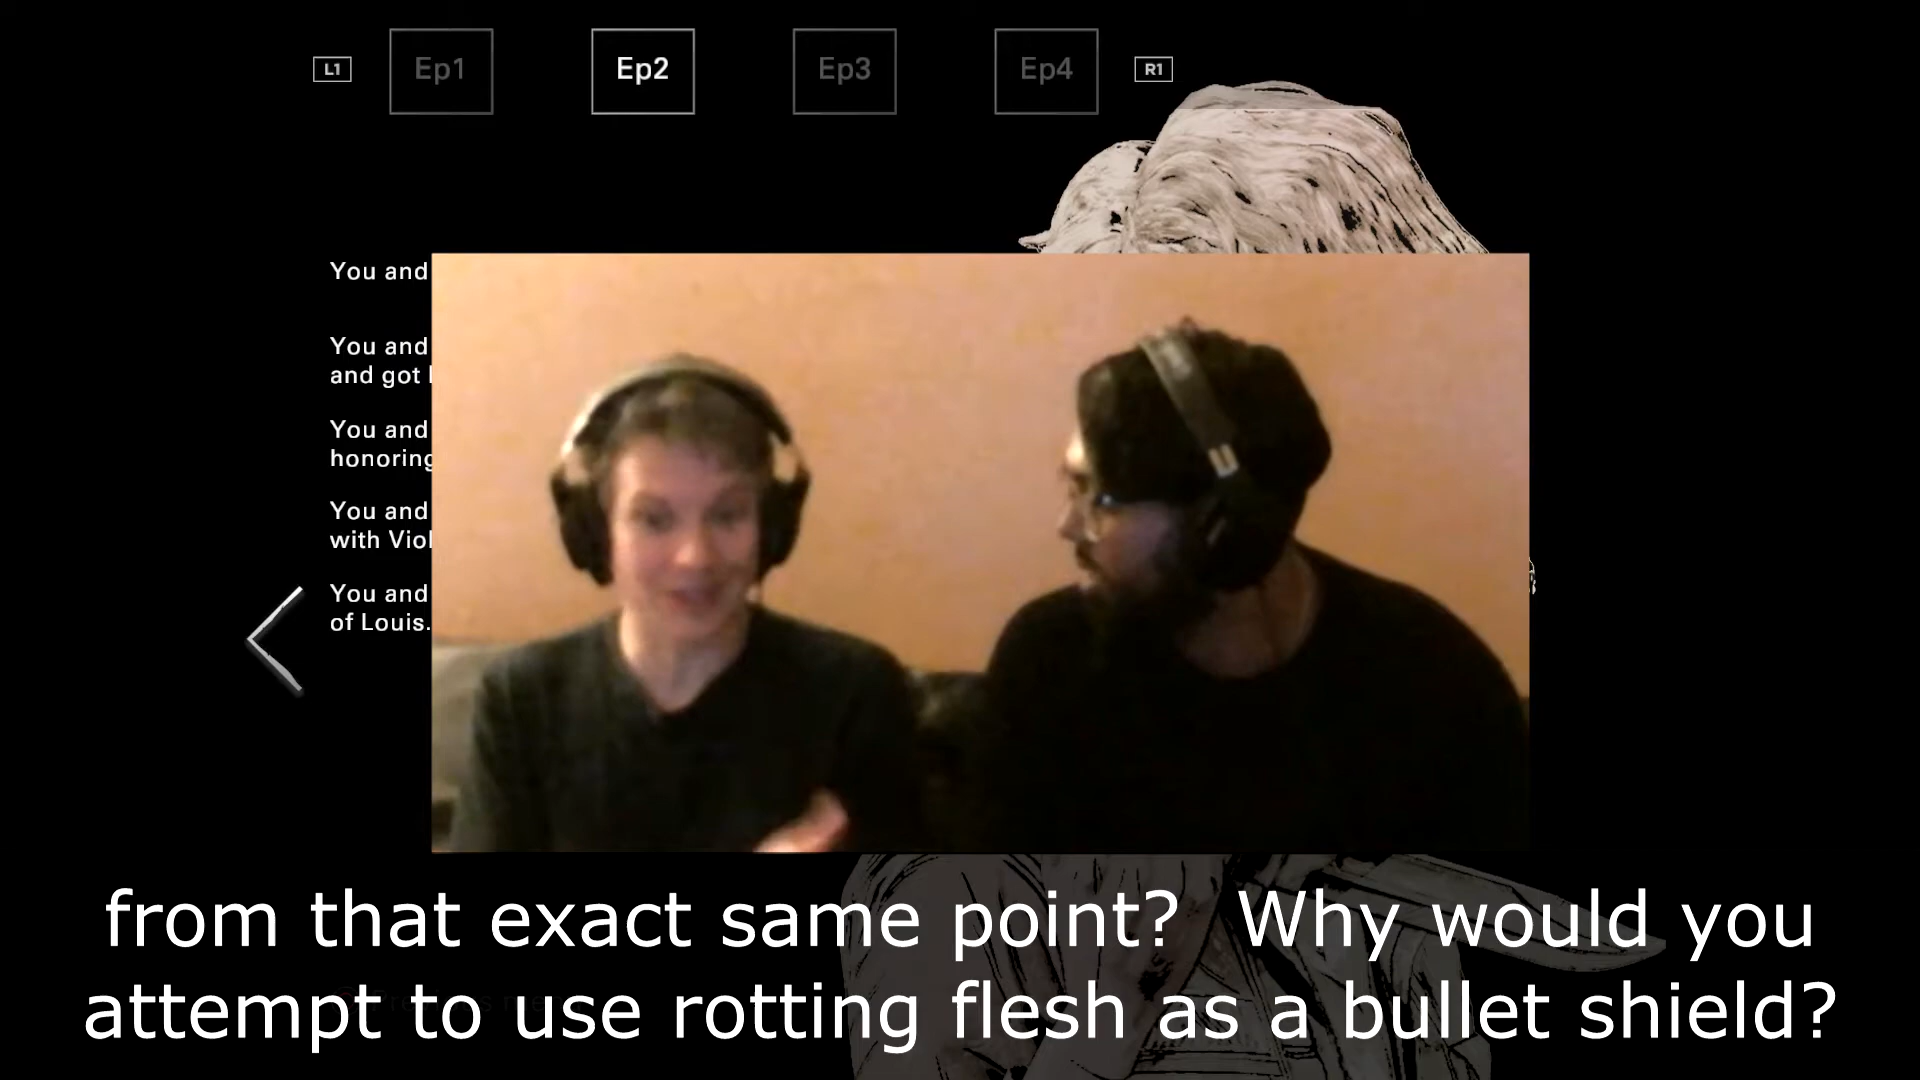 L1 Ep1 Ep2 Ep3 Ep4 R1
You and
You and
and got
You and
honoring
You and
with
You and
of Louis.
from that exact same point? Why would you
attempt to use rotting flesh as a bullet shield?